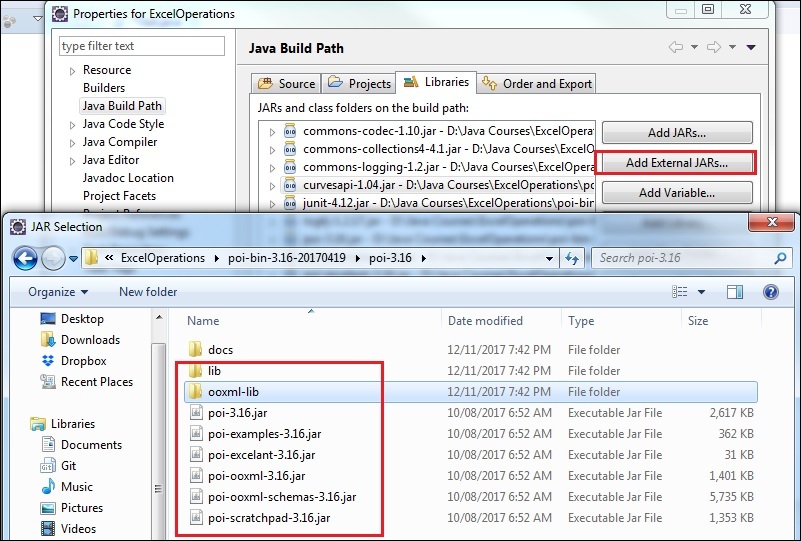 Properties for ExcelOperations
type filter text
Resource
Builders
Java Build Path
Java Code Style
Java Compiler
Java Editor
Javadoc Location
Project Facets
Java Build Path
Source
Projects
Libraries
Order and Export
JARs and class folders on the build path:
commons-codec-1.10.jar - D:\Java Courses\ExcelOperations
commons-collections4-4.1.jar - D:\Java Courses\ExcelOp
commons-logging-1.2.jar - D:\Java Courses\ExcelOperat
curvesapi-1.04.jar - D:\Java Courses\ExcelOperations\po
junit-4.12.jar - D:\Java Courses\ExcelOperations\poi-bin
Add JARs...
Add External JARs...
Add Variable...
JAR Selection
« ExcelOperations poi-bin-3.16-20170419 poi-3.16
Search poi-3.16
Organize New folder
Desktop
Downloads
Dropbox
Recent Places
Libraries
Documents
Git
Music
Pictures
Videos
Name Date modified Type Size
docs 12/11/2017 7:42 PM File folder
lib 12/11/2017 7:42 PM File folder
ooxml-lib 12/11/2017 7:42 PM File folder
poi-3.16.jar 10/08/2017 6:52 AM Executable Jar File 2,617 KB
poi-examples-3.16.jar 10/08/2017 6:52 AM Executable Jar File 362 KB
poi-excelant-3.16.jar 10/08/2017 6:52 AM Executable Jar File 31 KB
poi-ooxml-3.16.jar 10/08/2017 6:52 AM Executable Jar File 1,401 KB
poi-ooxml-schemas-3.16.jar 10/08/2017 6:52 AM Executable Jar File 5,735 KB
poi-scratchpad-3.16.jar 10/08/2017 6:52 AM Executable Jar File 1,353 KB